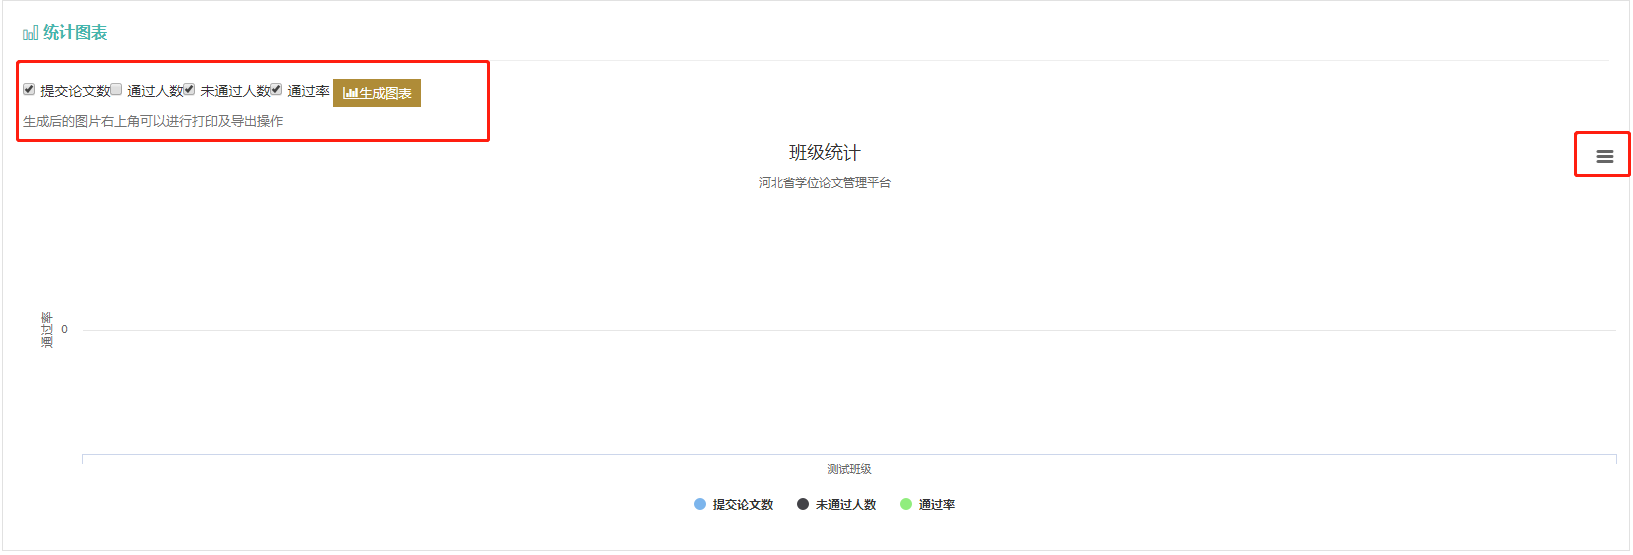 统计图表
提交论文数 通过人数 未通过人数 通过率 生成图表
生成后的图片右上角可以进行打印及导出操作
班级统计
河北省学位论文管理平台
通过率
0
测试班级
提交论文数 未通过人数 通过率